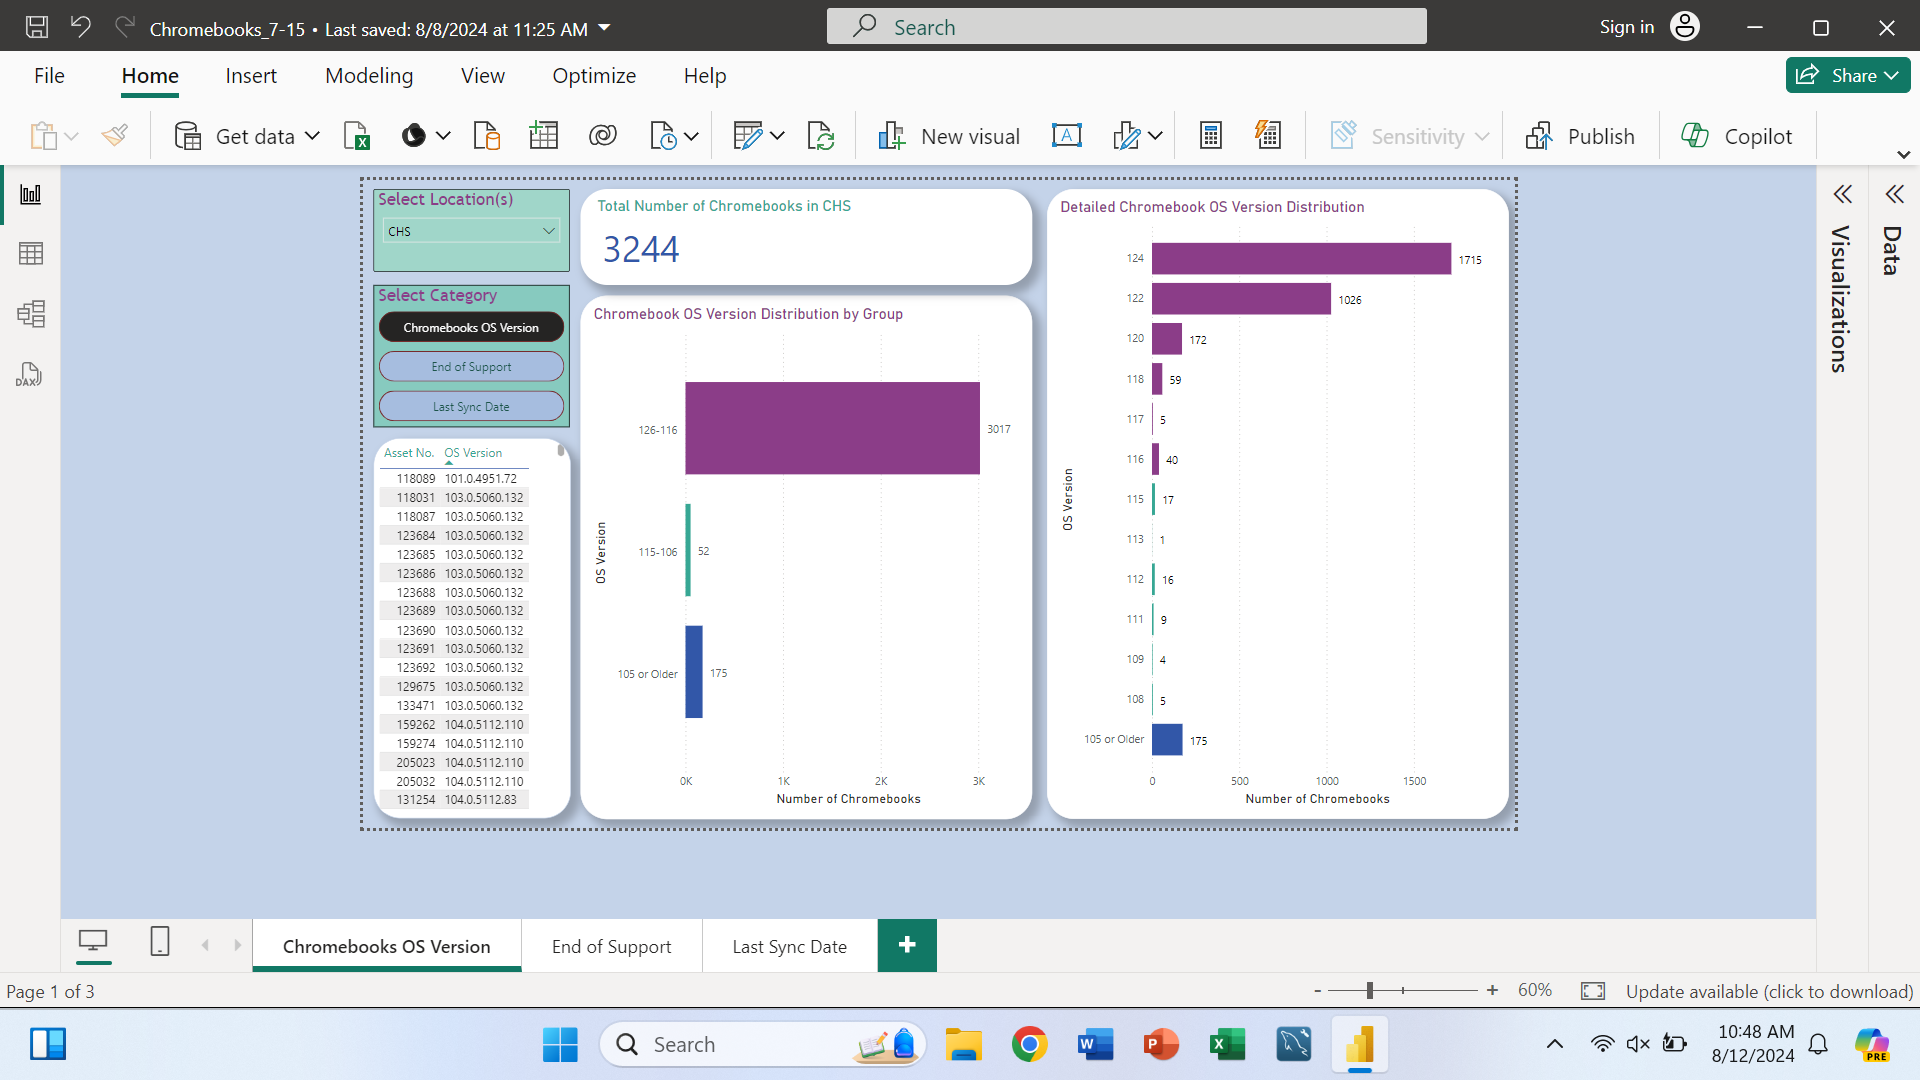 Chromebooks_7-15 • Last saved: 8/8/2024 at 11:25 AM
Search
Sign in
File
Home
Insert
Modeling
View
Optimize
Help
Share
Get data
New visual
Sensitivity
Publish
Copilot
Select Location(s)
CHS
Select Category
Chromebooks OS Version
End of Support
Last Sync Date
Asset No. OS Version
118089 101.0.4951.72
118031 103.0.5060.132
118087 103.0.5060.132
123684 103.0.5060.132
123685 103.0.5060.132
123686 103.0.5060.132
123688 103.0.5060.132
123689 103.0.5060.132
123690 103.0.5060.132
123691 103.0.5060.132
123692 103.0.5060.132
129675 103.0.5060.132
133471 103.0.5060.132
159262 104.0.5112.110
159274 104.0.5112.110
205023 104.0.5112.110
205032 104.0.5112.110
131254 104.0.5112.83
Total Number of Chromebooks in CHS
3244
Chromebook OS Version Distribution by Group
OS Version
126-116 3017
115-106 52
105 or Older 175
0K 1K 2K 3K
Number of Chromebooks
Detailed Chromebook OS Version Distribution
OS Version
124 1715
122 1026
120 172
118 59
117 5
116 40
115 17
113 1
112 16
111 9
109 4
108 5
105 or Older 175
0 500 1000 1500
Number of Chromebooks
Visualizations
Data
DAX
Chromebooks OS Version
End of Support
Last Sync Date
+
Page 1 of 3
- + 60%
Update available (click to download)
Search
10:48 AM
8/12/2024
PRE